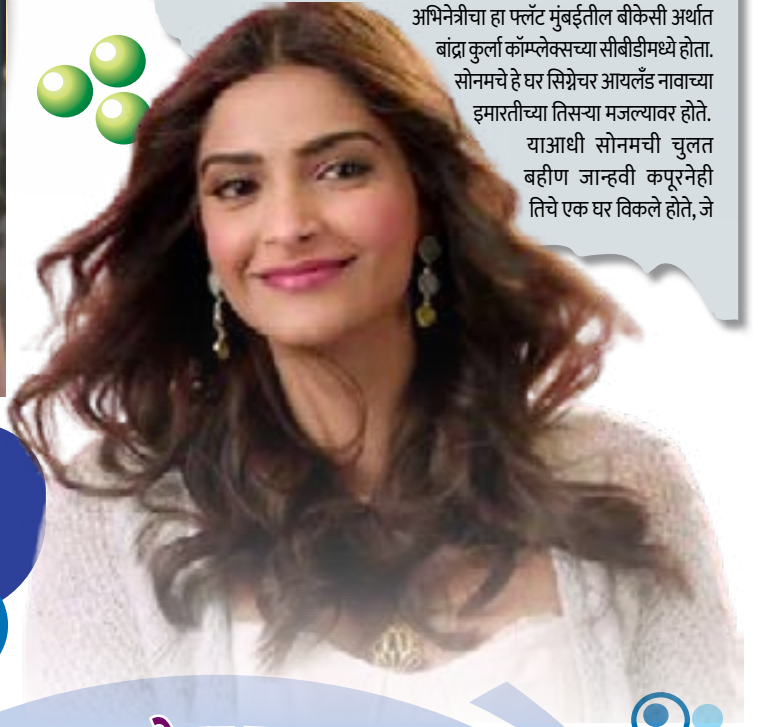 अभिनेत्रीचा हा फ्लॅट मुंबईतील बीकेसी अर्थात
बांद्रा कुर्ला कॉम्प्लेक्सच्या सीबीडीमध्ये होता.
सोनमचे हे घर सिग्नेचर आयलँड नावाच्या
इमारतीच्या तिसऱ्या मजल्यावर होते.
याआधी सोनमची चुलत
बहीण जान्हवी कपूरनेही
तिचे एक घर विकले होते, जे